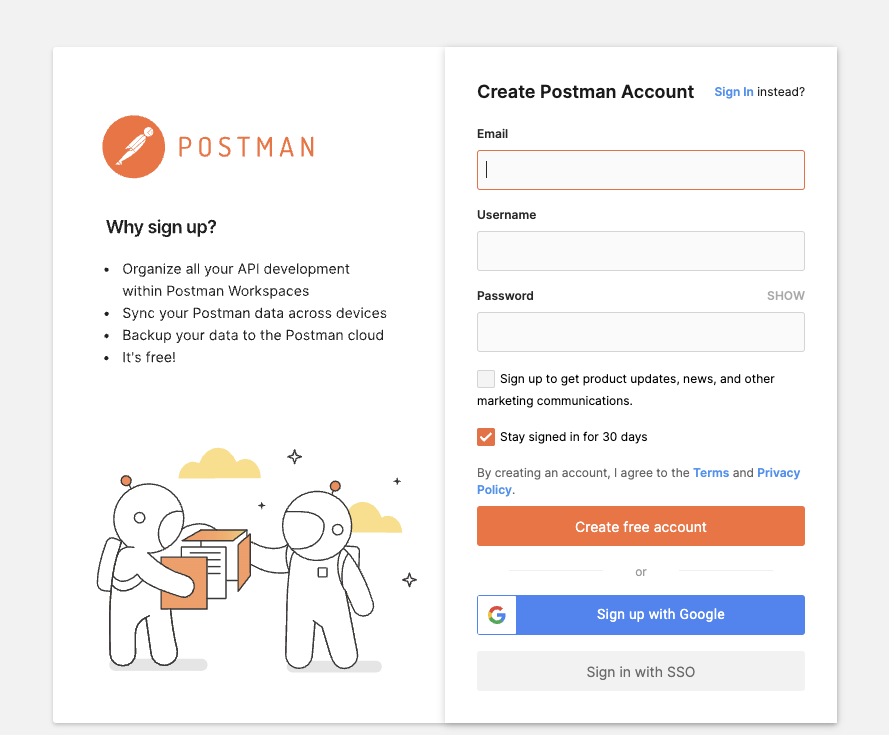 POSTMAN
Why sign up?
• Organize all your API development
within Postman Workspaces
• Sync your Postman data across devices
• Backup your data to the Postman cloud
• It's free!
Create Postman Account
Sign In instead?
Email
Username
Password
SHOW
Sign up to get product updates, news, and other
marketing communications.
Stay signed in for 30 days
By creating an account, I agree to the Terms and Privacy
Policy.
Create free account
or
Sign up with Google
Sign in with SSO